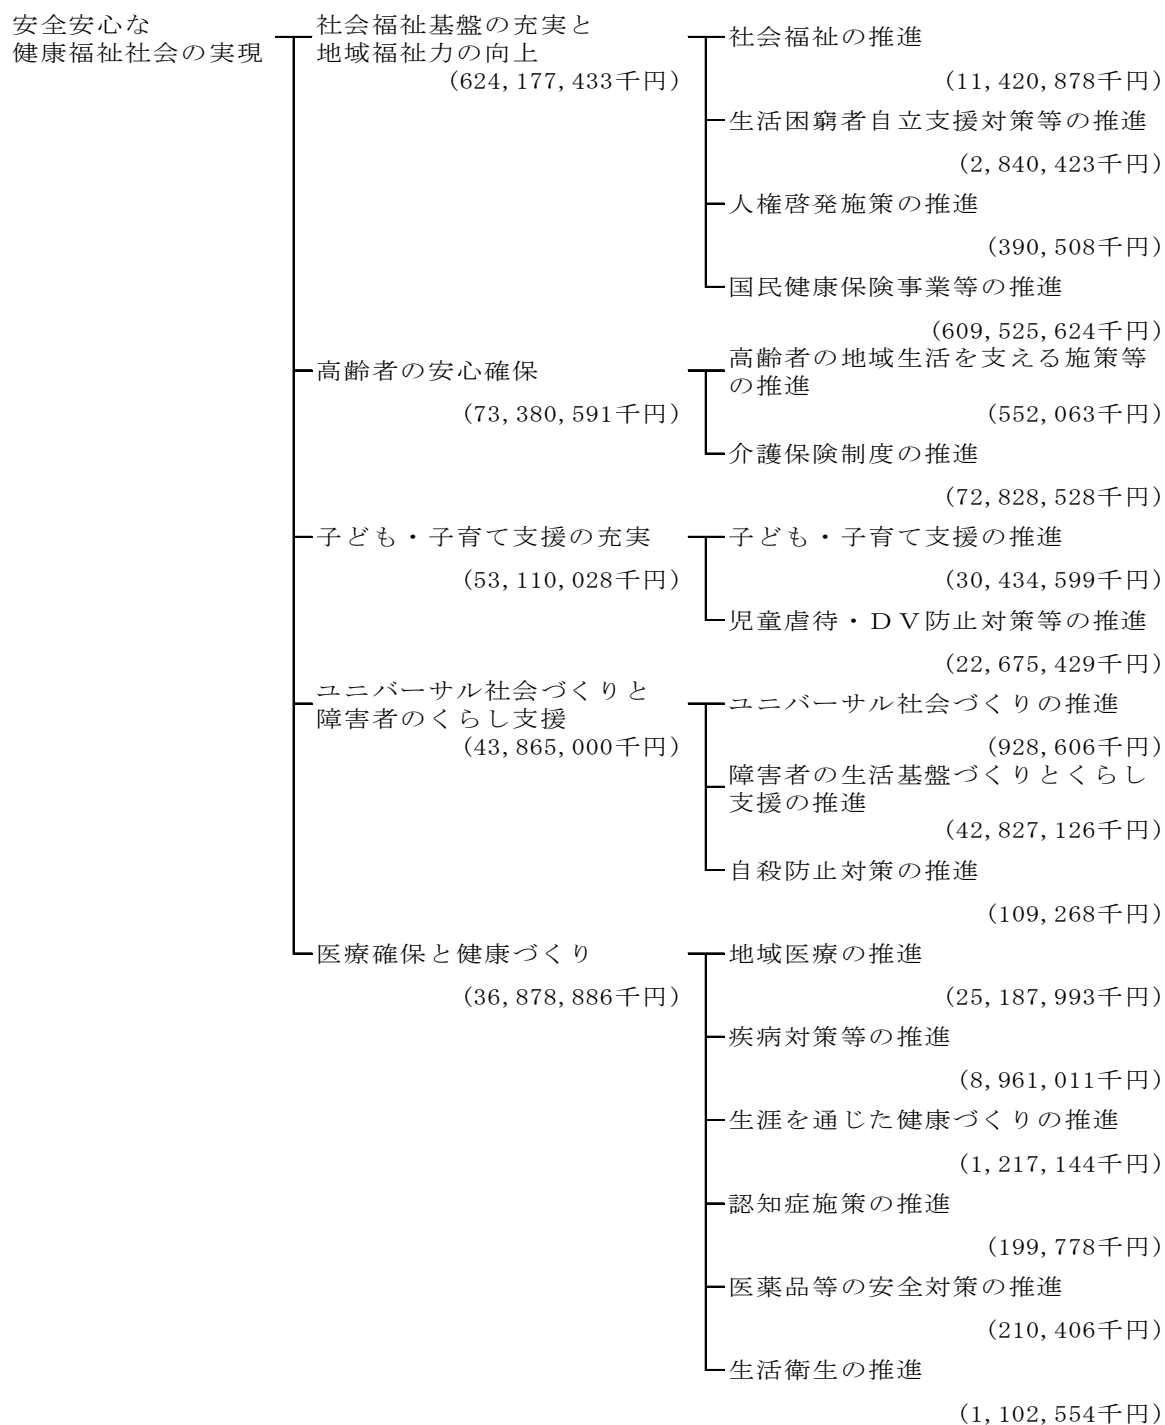 安全安心な
健康福祉社会の実現
社会福祉基盤の充実と
地域福祉力の向上
(624,177,433千円)
社会福祉の推進
(11,420,878千円)
生活困窮者自立支援対策等の推進
(2,840,423千円)
人権啓発施策の推進
(390,508千円)
国民健康保険事業等の推進
(609,525,624千円)
高齢者の安心確保
(73,380,591千円)
高齢者の地域生活を支える施策等
の推進
(552,063千円)
介護保険制度の推進
(72,828,528千円)
子ども・子育て支援の充実
(53,110,028千円)
子ども・子育て支援の推進
(30,434,599千円)
児童虐待・ＤＶ防止対策等の推進
(22,675,429千円)
ユニバーサル社会づくりと
障害者のくらし支援
(43,865,000千円)
ユニバーサル社会づくりの推進
(928,606千円)
障害者の生活基盤づくりとくらし
支援の推進
(42,827,126千円)
自殺防止対策の推進
(109,268千円)
医療確保と健康づくり
(36,878,886千円)
地域医療の推進
(25,187,993千円)
疾病対策等の推進
(8,961,011千円)
生涯を通じた健康づくりの推進
(1,217,144千円)
認知症施策の推進
(199,778千円)
医薬品等の安全対策の推進
(210,406千円)
生活衛生の推進
(1,102,554千円)